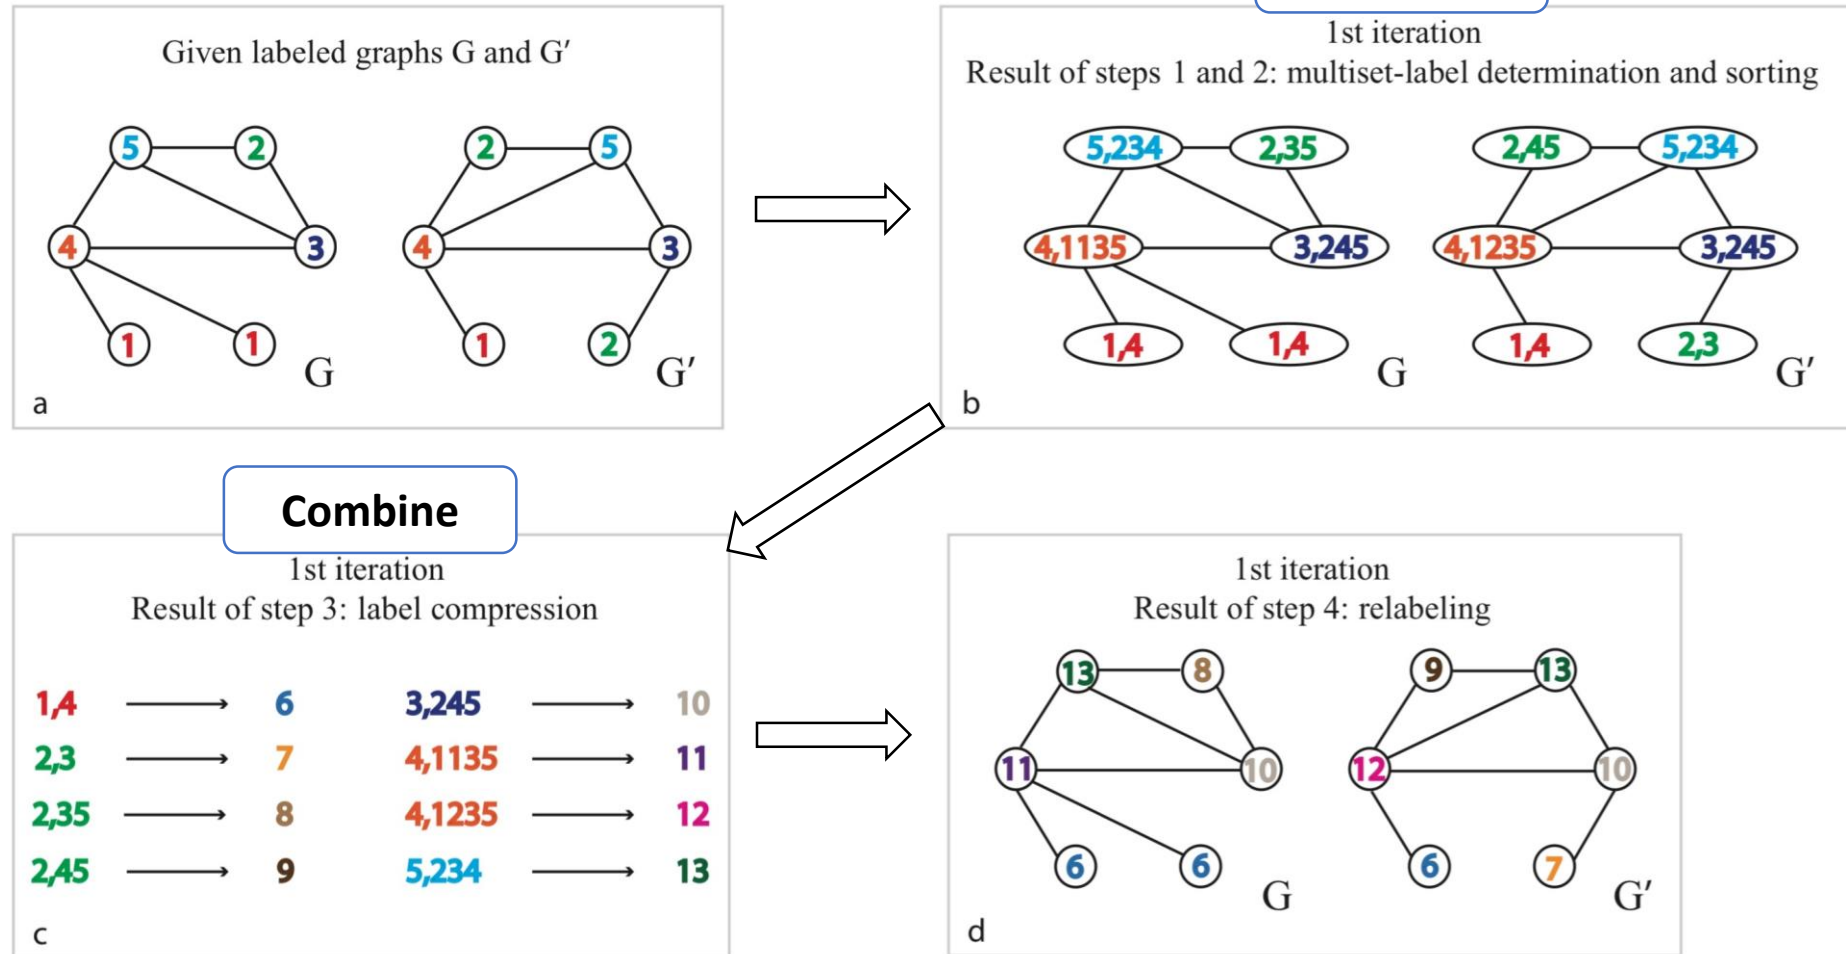 Given labeled graphs G and G′
5 2 2 5
4 3 4 3
1 1 1 2
G G′
a
1st iteration
Result of steps 1 and 2: multiset-label determination and sorting
5,234 2,35 2,45 5,234
4,1135 3,245 4,1235 3,245
1,4 1,4 1,4 2,3
G G′
b
Combine
1st iteration
Result of step 3: label compression
1,4 6 3,245 10
2,3 7 4,1135 11
2,35 8 4,1235 12
2,45 9 5,234 13
c
1st iteration
Result of step 4: relabeling
13 8 9 13
11 10 12 10
6 6 6 7
G G′
d